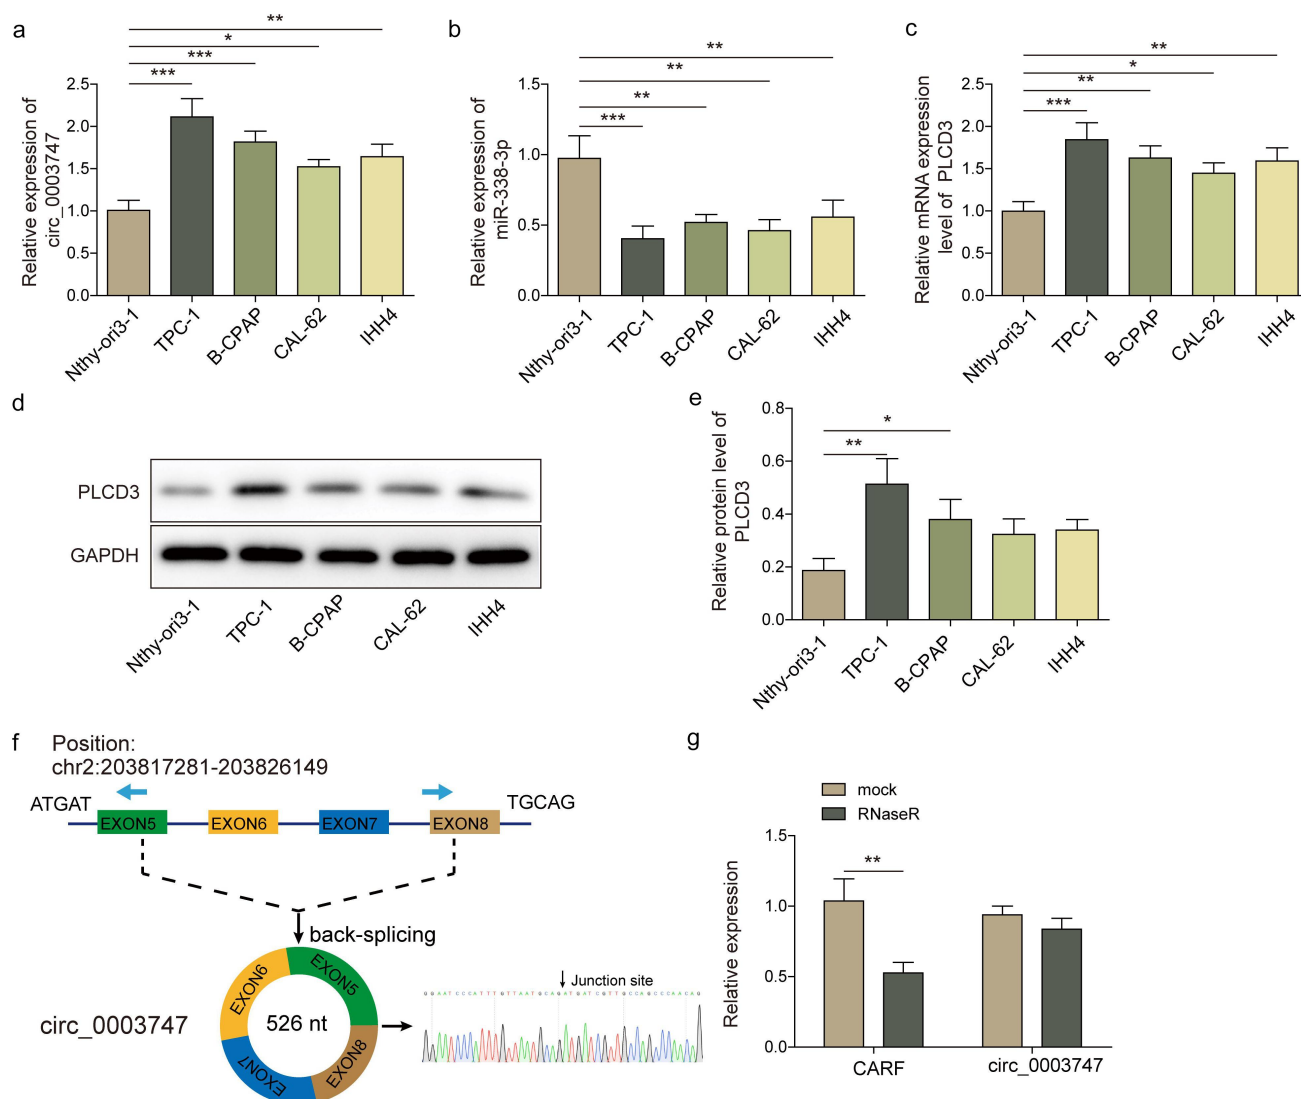 a
**
*
***
***
2.5
2.0
1.5
1.0
0.5
0.0
Relative expression of
circ_0003747
Nthy-ori3-1
TPC-1
B-CPAP
CAL-62
IHH4
b
**
**
**
***
1.5
1.0
0.5
0.0
Relative expression of
miR-338-3p
Nthy-ori3-1
TPC-1
B-CPAP
CAL-62
IHH4
c
**
*
**
***
2.5
2.0
1.5
1.0
0.5
0.0
Relative mRNA expression
level of PLCD3
Nthy-ori3-1
TPC-1
B-CPAP
CAL-62
IHH4
d
PLCD3
GAPDH
Nthy-ori3-1
TPC-1
B-CPAP
CAL-62
IHH4
e
*
**
0.8
0.6
0.4
0.2
0.0
Relative protein level of
PLCD3
Nthy-ori3-1
TPC-1
B-CPAP
CAL-62
IHH4
f
Position:
chr2:203817281-203826149
ATGAT
TGCAG
EXON5
EXON6
EXON7
EXON8
back-splicing
EXON5
EXON6
EXON7
EXON8
526 nt
circ_0003747
Junction site
g
mock
RNaseR
**
1.5
1.0
0.5
0.0
Relative expression
CARF
circ_0003747